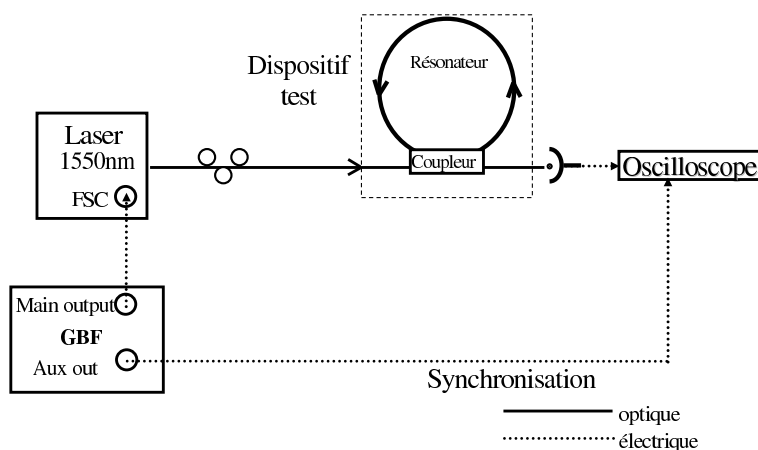 Dispositif
test
Résonateur
Coupleur
Laser
1550nm
FSC
Oscilloscope
Main output
GBF
Aux out
Synchronisation
optique
électrique